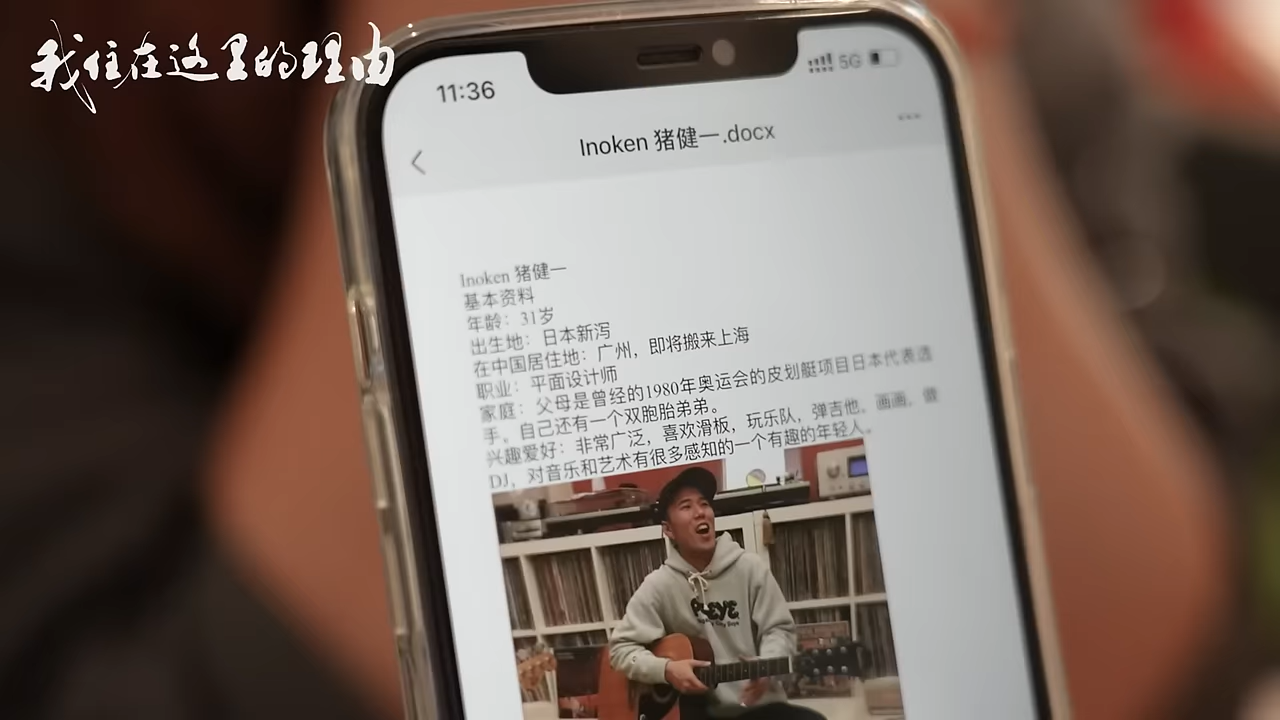 我住在这里的理由
11:36
5G
Inoken 猪健一.docx
Inoken 猪健一
基本资料
年龄：31岁
出生地：日本新泻
在中国居住地：广州，即将搬来上海
职业：平面设计师
家庭：父母是曾经的1980年奥运会的皮划艇项目日本代表选
手。自己还有一个双胞胎弟弟。
兴趣爱好：非常广泛，喜欢滑板，玩乐队，弹吉他、画画、做
DJ，对音乐和艺术有很多感知的一个有趣的年轻人。